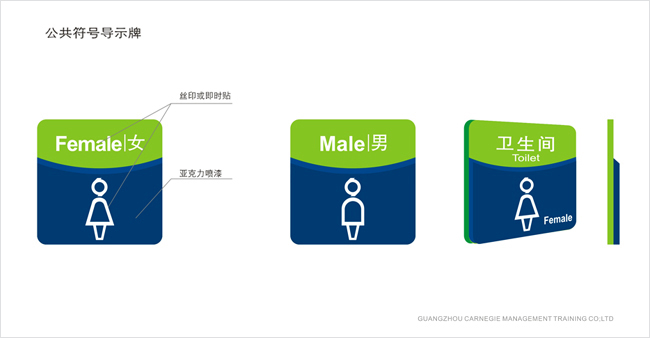 公共符号导示牌
丝印或即时贴
Female|女
Male|男
卫生间
Toilet
亚克力喷漆
Female
GUANGZHOU CARNEGIE MANAGEMENT TRAINING CO;LTD